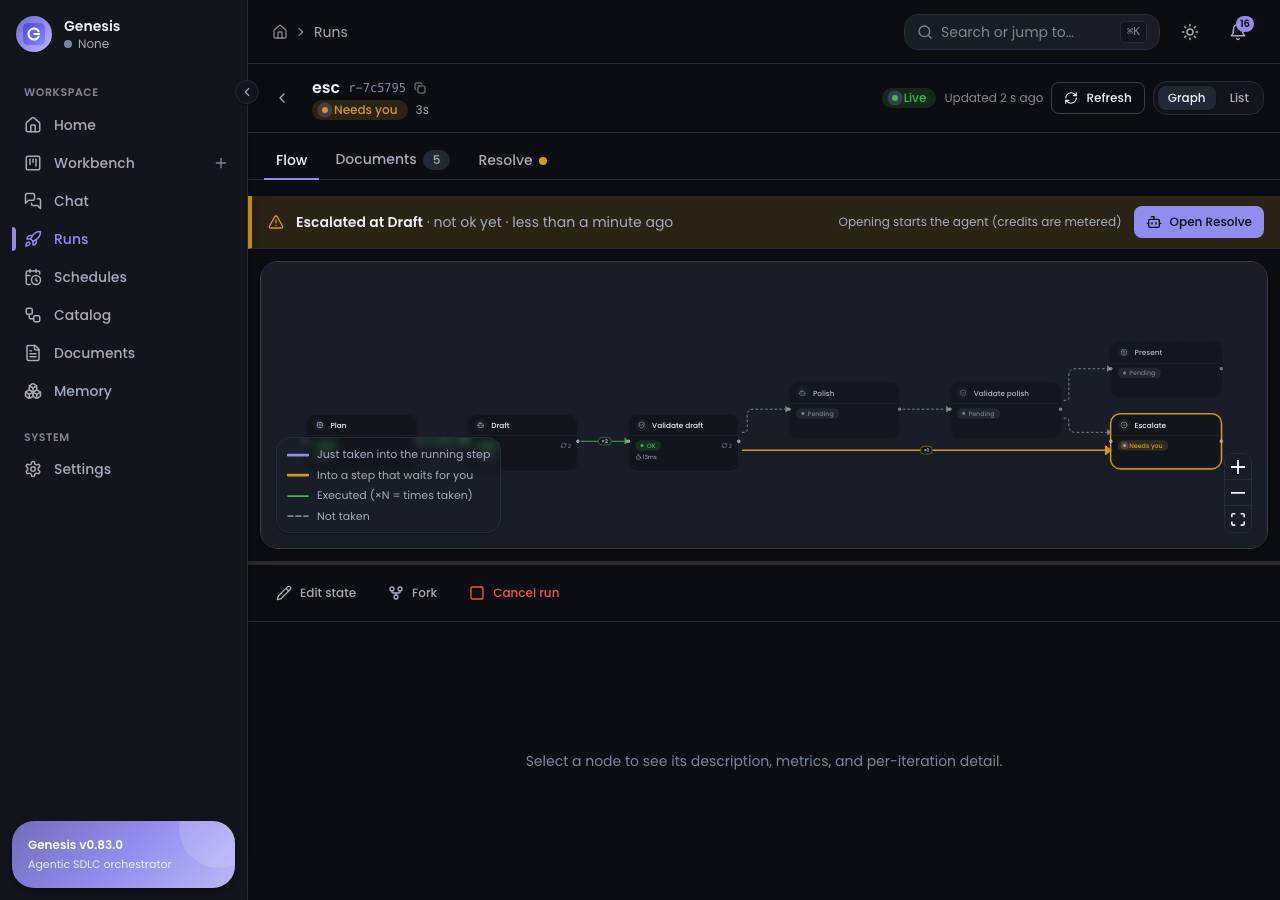 Genesis
None
WORKSPACE
Home
Workbench
Chat
Runs
Schedules
Catalog
Documents
Memory
SYSTEM
Settings
Genesis v0.83.0
Agentic SDLC orchestrator
Runs
Search or jump to...
⌘K
16
esc r-7c5795
Needs you 3s
Live Updated 2 s ago Refresh Graph List
Flow Documents 5 Resolve
Escalated at Draft · not ok yet · less than a minute ago
Opening starts the agent (credits are metered) Open Resolve
Present
Pending
Polish
Pending
Validate polish
Pending
Plan
Draft
2
×2
Validate draft
OK
2
13ms
×1
Escalate
Needs you
Just taken into the running step
Into a step that waits for you
Executed (×N = times taken)
Not taken
Edit state Fork Cancel run
Select a node to see its description, metrics, and per-iteration detail.